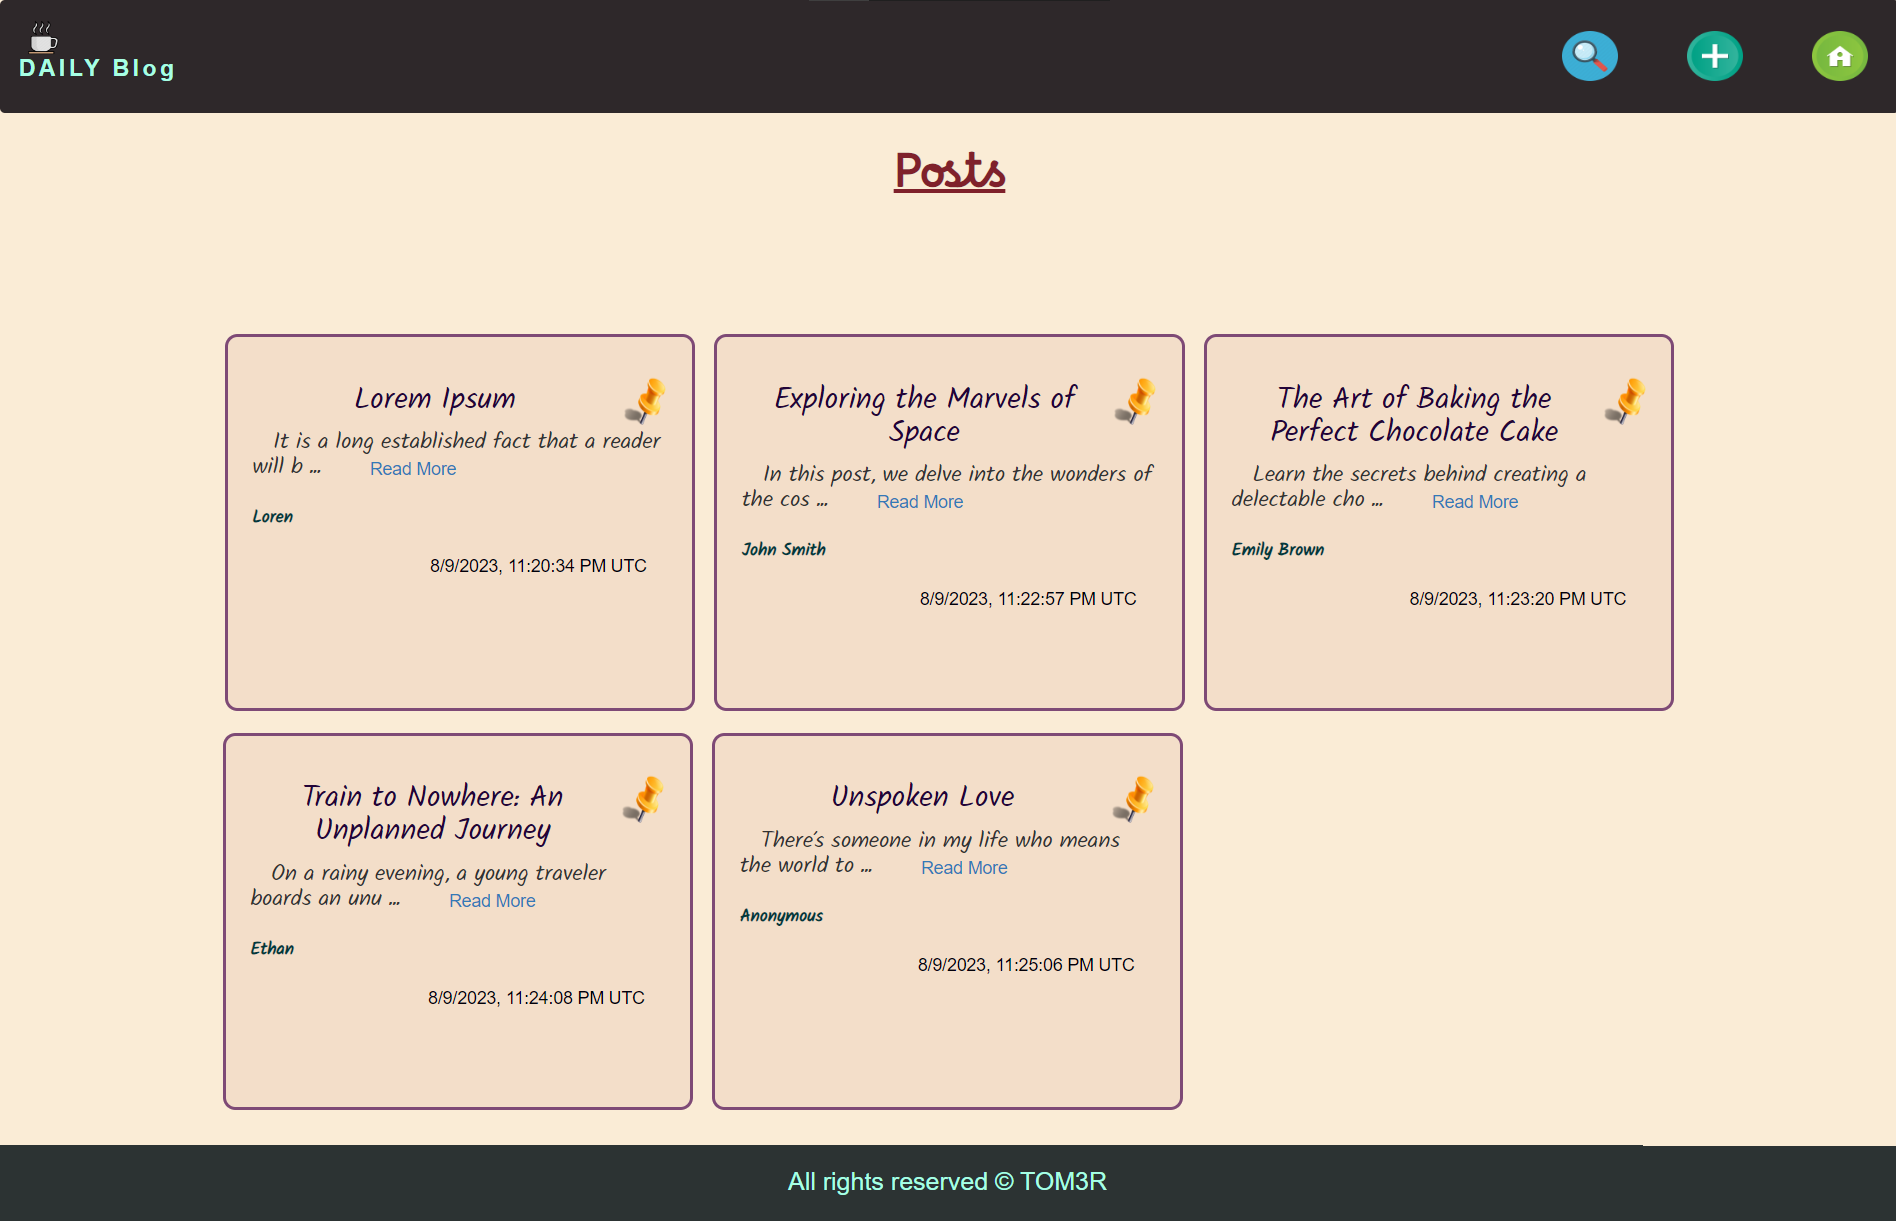 DAILY Blog
Posts
Lorem Ipsum
It is a long established fact that a reader
will b ... Read More
Loren
8/9/2023, 11:20:34 PM UTC
Exploring the Marvels of
Space
In this post, we delve into the wonders of
the cos ... Read More
John Smith
8/9/2023, 11:22:57 PM UTC
The Art of Baking the
Perfect Chocolate Cake
Learn the secrets behind creating a
delectable cho ... Read More
Emily Brown
8/9/2023, 11:23:20 PM UTC
Train to Nowhere: An
Unplanned Journey
On a rainy evening, a young traveler
boards an unu ... Read More
Ethan
8/9/2023, 11:24:08 PM UTC
Unspoken Love
There's someone in my life who means
the world to ... Read More
Anonymous
8/9/2023, 11:25:06 PM UTC
All rights reserved © TOM3R